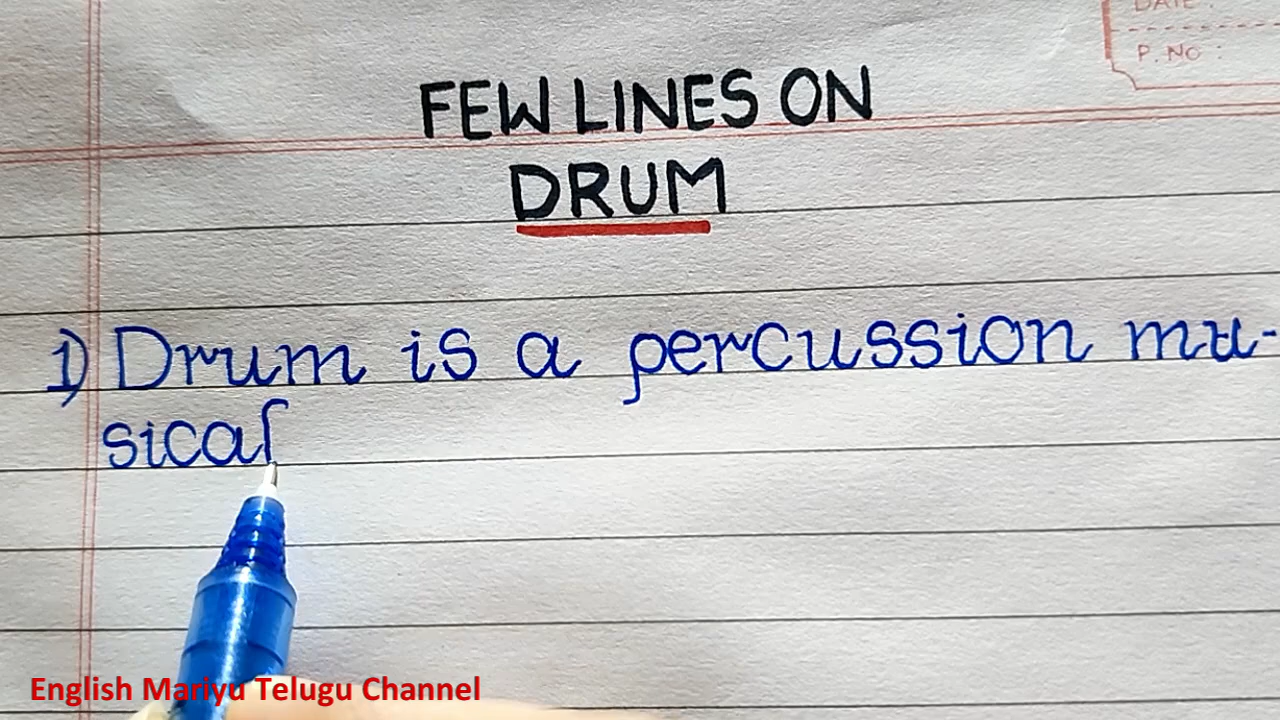 DATE :
P. No :
FEW LINES ON
DRUM
1) Drum is a percussion mu-
sical
English Mariyu Telugu Channel